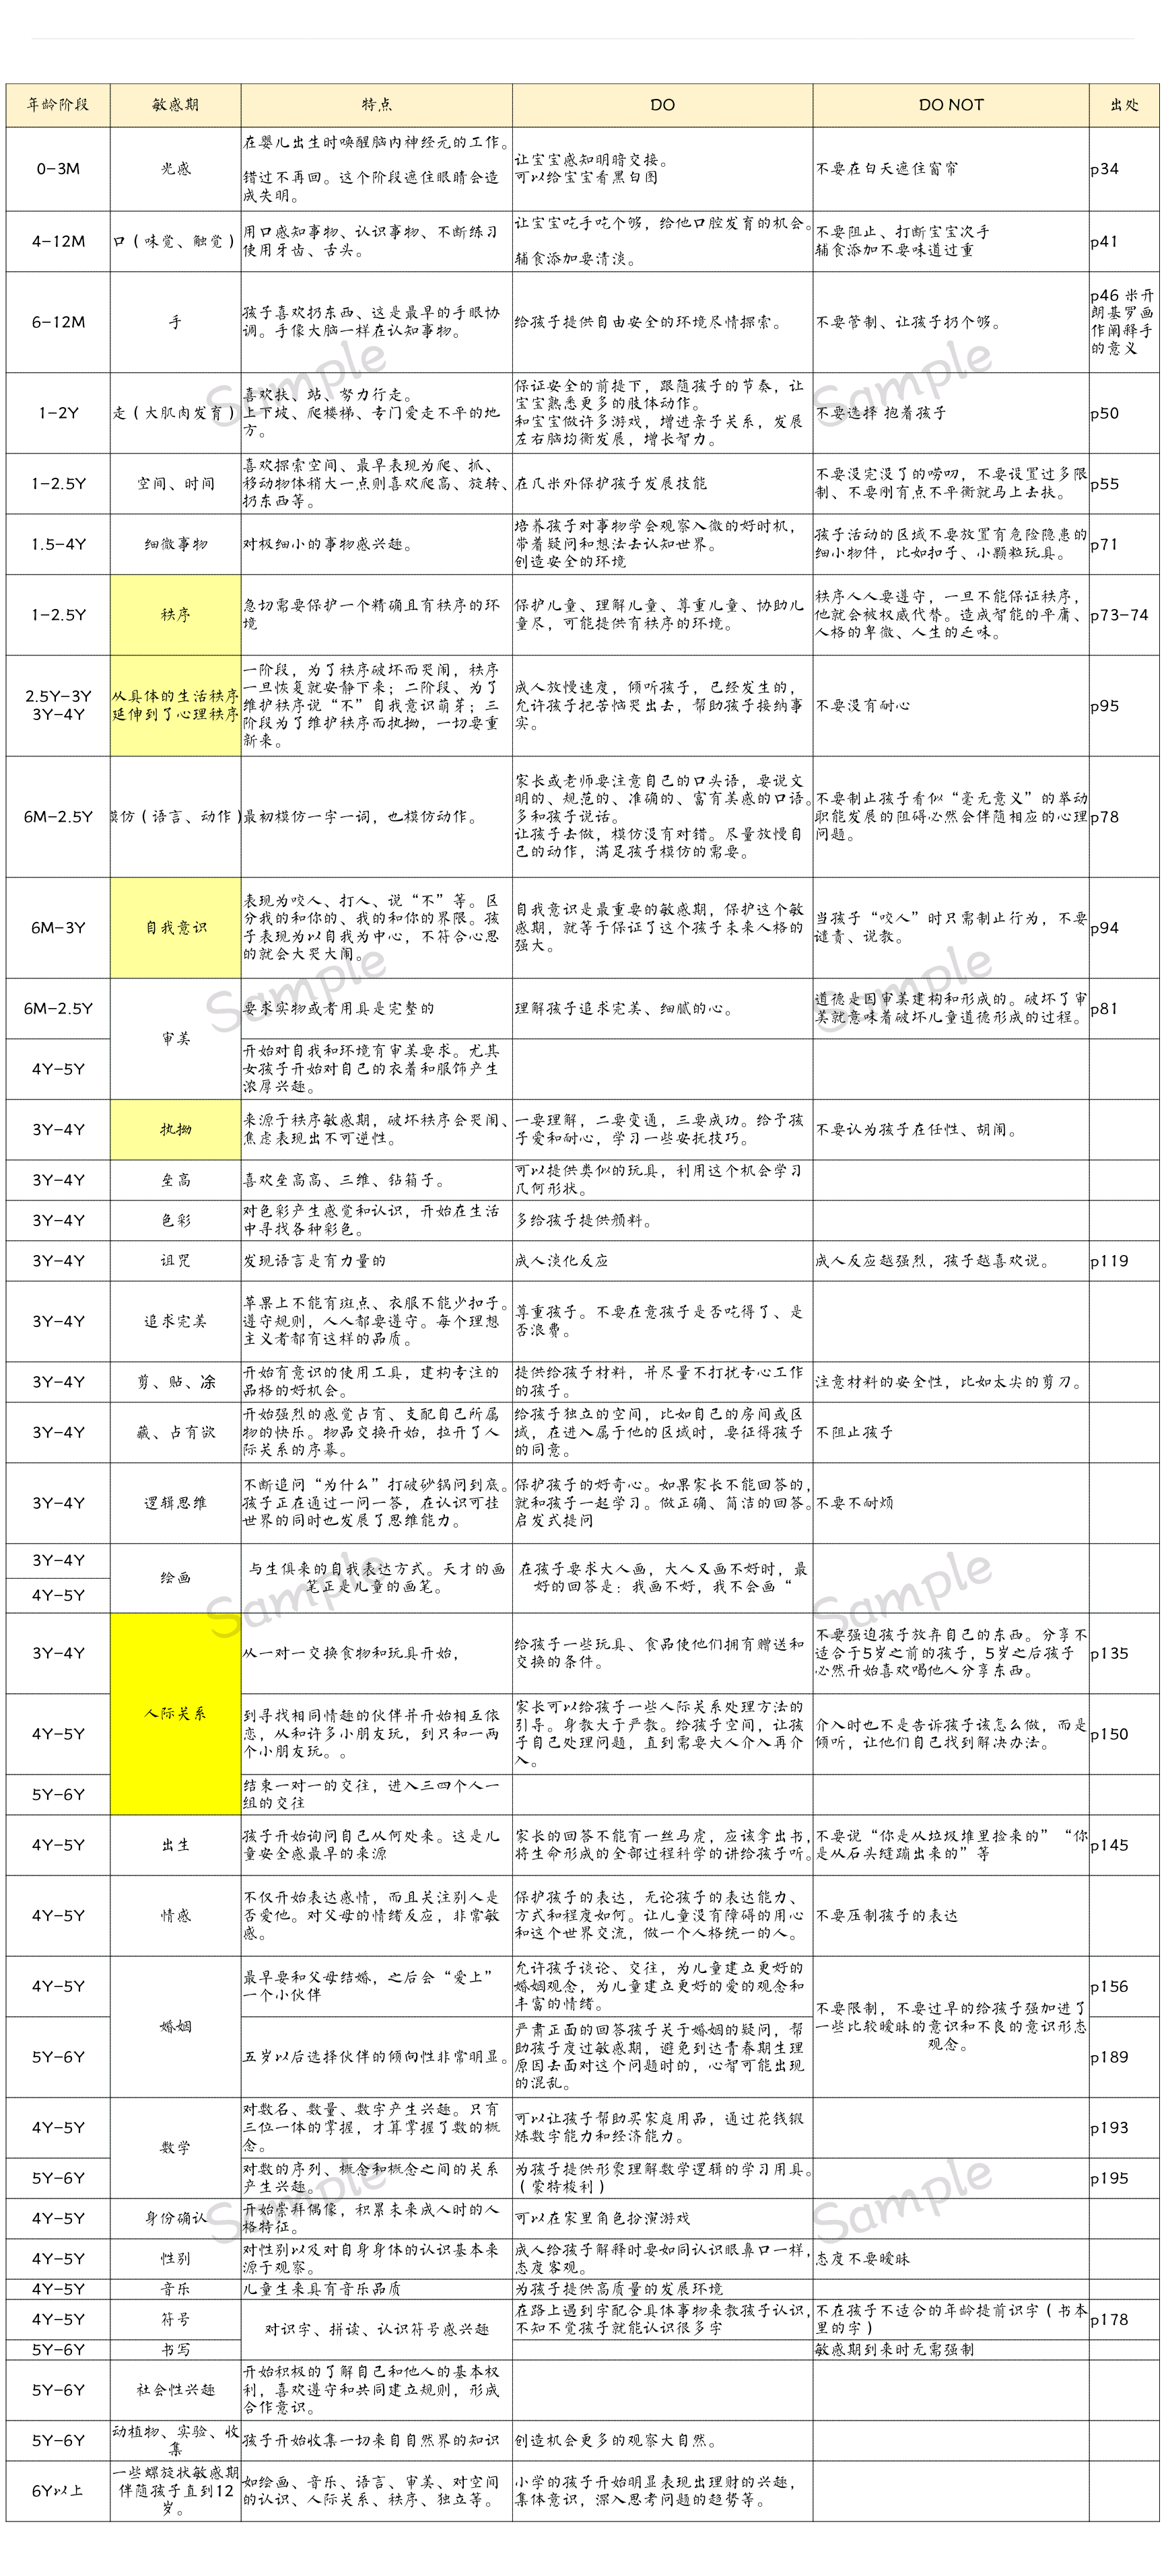 年龄阶段 敏感期 特点 DO DO NOT 出处
0-3M
光感
在婴儿出生时唤醒脑内神经元的工作。
错过不再回。这个阶段遮住眼睛会造
成失明。
让宝宝感知明暗交接。
可以给宝宝看黑白图
不要在白天遮住窗帘
p34
4-12M
口（味觉、触觉）
用口感知事物、认识事物、不断练习
使用牙齿、舌头。
让宝宝吃手吃个够，给他口腔发育的机会。
辅食添加要清淡。
不要阻止、打断宝宝次手
辅食添加不要味道过重
p41
6-12M
手
孩子喜欢扔东西、这是最早的手眼协
调。手像大脑一样在认知事物。
给孩子提供自由安全的环境尽情探索。
不要管制、让孩子扔个够。
p46 米开
朗基罗画
作阐释手
的意义
1-2Y
走（大肌肉发育）
喜欢扶、站、努力行走。
上下坡、爬楼梯、专门爱走不平的地
方。
保证安全的前提下，跟随孩子的节奏，让
宝宝熟悉更多的肢体动作。
和宝宝做许多游戏，增进亲子关系，发展
左右脑均衡发展，增长智力。
不要选择 抱着孩子
p50
1-2.5Y
空间、时间
喜欢探索空间、最早表现为爬、抓、
移动物体稍大一点则喜欢爬高、旋转、
扔东西等。
在几米外保护孩子发展技能
不要没完没了的唠叨，不要设置过多限
制、不要刚有点不平衡就马上去扶。
p55
1.5-4Y
细微事物
对极细小的事物感兴趣。
培养孩子对事物学会观察入微的好时机，
带着疑问和想法去认知世界。
创造安全的环境
孩子活动的区域不要放置有危险隐患的
细小物件，比如扣子、小颗粒玩具。
p71
1-2.5Y
秩序
急切需要保护一个精确且有秩序的环
境
保护儿童、理解儿童、尊重儿童、协助儿
童尽，可能提供有秩序的环境。
秩序人人要遵守，一旦不能保证秩序，
他就会被权威代替。造成智能的平庸、
人格的卑微、人生的乏味。
p73-74
2.5Y-3Y
3Y-4Y
从具体的生活秩序
延伸到了心理秩序
一阶段，为了秩序破坏而哭闹，秩序
一旦恢复就安静下来；二阶段、为了
维护秩序说“不”自我意识萌芽；三
阶段为了维护秩序而执拗，一切要重
新来。
成人放慢速度，倾听孩子，已经发生的，
允许孩子把苦恼哭出去，帮助孩子接纳事
实。
不要没有耐心
p95
6M-2.5Y
模仿（语言、动作）
最初模仿一字一词，也模仿动作。
家长或老师要注意自己的口头语，要说文
明的、规范的、准确的、富有美感的口语。
多和孩子说话。
让孩子去做，模仿没有对错。尽量放慢自
己的动作，满足孩子模仿的需要。
不要制止孩子看似“毫无意义”的举动
职能发展的阻碍必然会伴随相应的心理
问题。
p78
6M-3Y
自我意识
表现为咬人、打人、说“不”等。区
分我的和你的、我的和你的界限。孩
子表现为以自我为中心，不符合心思
的就会大哭大闹。
自我意识是最重要的敏感期，保护这个敏
感期，就等于保证了这个孩子未来人格的
强大。
当孩子“咬人”时只需制止行为，不要
谴责、说教。
p94
6M-2.5Y
审美
要求实物或者用具是完整的
理解孩子追求完美、细腻的心。
道德是因审美建构和形成的。破坏了审
美就意味着破坏儿童道德形成的过程。
p81
4Y-5Y
开始对自我和环境有审美要求。尤其
女孩子开始对自己的衣着和服饰产生
浓厚兴趣。
3Y-4Y
执拗
来源于秩序敏感期，破坏秩序会哭闹、
焦虑表现出不可逆性。
一要理解，二要变通，三要成功。给予孩
子爱和耐心，学习一些安抚技巧。
不要认为孩子在任性、胡闹。
3Y-4Y
垒高
喜欢垒高高、三维、钻箱子。
可以提供类似的玩具，利用这个机会学习
几何形状。
3Y-4Y
色彩
对色彩产生感觉和认识，开始在生活
中寻找各种彩色。
多给孩子提供颜料。
3Y-4Y
诅咒
发现语言是有力量的
成人淡化反应
成人反应越强烈，孩子越喜欢说。
p119
3Y-4Y
追求完美
苹果上不能有斑点、衣服不能少扣子。
遵守规则，人人都要遵守。每个理想
主义者都有这样的品质。
尊重孩子。不要在意孩子是否吃得了、是
否浪费。
3Y-4Y
剪、贴、涂
开始有意识的使用工具，建构专注的
品格的好机会。
提供给孩子材料，并尽量不打扰专心工作
的孩子。
注意材料的安全性，比如太尖的剪刀。
3Y-4Y
藏、占有欲
开始强烈的感觉占有、支配自己所属
物的快乐。物品交换开始，拉开了人
际关系的序幕。
给孩子独立的空间，比如自己的房间或区
域，在进入属于他的区域时，要征得孩子
的同意。
不阻止孩子
3Y-4Y
逻辑思维
不断追问“为什么”打破砂锅问到底。
孩子正在通过一问一答，在认识可挂
世界的同时也发展了思维能力。
保护孩子的好奇心。如果家长不能回答的，
就和孩子一起学习。做正确、简洁的回答。
启发式提问
不要不耐烦
3Y-4Y
4Y-5Y
绘画
与生俱来的自我表达方式。天才的画
笔正是儿童的画笔。
在孩子要求大人画，大人又画不好时，最
好的回答是：我画不好，我不会画“
3Y-4Y
人际关系
从一对一交换食物和玩具开始，
给孩子一些玩具、食品使他们拥有赠送和
交换的条件。
不要强迫孩子放弃自己的东西。分享不
适合于5岁之前的孩子，5岁之后孩子
必然开始喜欢喝他人分享东西。
p135
4Y-5Y
到寻找相同情趣的伙伴并开始相互依
恋，从和许多小朋友玩，到只和一两
个小朋友玩。。
家长可以给孩子一些人际关系处理方法的
引导。身教大于严教。给孩子空间，让孩
子自己处理问题，直到需要大人介入再介
入。
介入时也不是告诉孩子该怎么做，而是
倾听，让他们自己找到解决办法。
p150
5Y-6Y
结束一对一的交往，进入三四个人一
组的交往
4Y-5Y
出生
孩子开始询问自己从何处来。这是儿
童安全感最早的来源
家长的回答不能有一丝马虎，应该拿出书，
将生命形成的全部过程科学的讲给孩子听。
不要说“你是从垃圾堆里捡来的”“你
是从石头缝蹦出来的”等
p145
4Y-5Y
情感
不仅开始表达感情，而且关注别人是
否爱他。对父母的情绪反应，非常敏
感。
保护孩子的表达，无论孩子的表达能力、
方式和程度如何。让儿童没有障碍的用心
和这个世界交流，做一个人格统一的人。
不要压制孩子的表达
4Y-5Y
婚姻
最早要和父母结婚，之后会“爱上”
一个小伙伴
允许孩子谈论、交往，为儿童建立更好的
婚姻观念，为儿童建立更好的爱的观念和
丰富的情绪。
不要限制，不要过早的给孩子强加进了
一些比较暧昧的意识和不良的意识形态
观念。
p156
5Y-6Y
五岁以后选择伙伴的倾向性非常明显。
严肃正面的回答孩子关于婚姻的疑问，帮
助孩子度过敏感期，避免到达青春期生理
原因去面对这个问题时的，心智可能出现
的混乱。
p189
4Y-5Y
数学
对数名、数量、数字产生兴趣。只有
三位一体的掌握，才算掌握了数的概
念。
可以让孩子帮助买家庭用品，通过花钱锻
炼数字能力和经济能力。
p193
5Y-6Y
对数的序列、概念和概念之间的关系
产生兴趣。
为孩子提供形象理解数学逻辑的学习用具。
（蒙特梭利）
p195
4Y-5Y
身份确认
开始崇拜偶像，积累未来成人时的人
格特征。
可以在家里角色扮演游戏
4Y-5Y
性别
对性别以及对自身身体的认识基本来
源于观察。
成人给孩子解释时要如同认识眼鼻口一样，
态度客观。
态度不要暧昧
4Y-5Y
音乐
儿童生来具有音乐品质
为孩子提供高质量的发展环境
4Y-5Y
符号
对识字、拼读、认识符号感兴趣
在路上遇到字配合具体事物来教孩子认识，
不知不觉孩子就能认识很多字
不在孩子不适合的年龄提前识字（书本
里的字）
p178
5Y-6Y
书写
敏感期到来时无需强制
5Y-6Y
社会性兴趣
开始积极的了解自己和他人的基本权
利，喜欢遵守和共同建立规则，形成
合作意识。
5Y-6Y
动植物、实验、收
集
孩子开始收集一切来自自然界的知识
创造机会更多的观察大自然。
6Y以上
一些螺旋状敏感期
伴随孩子直到12
岁。
如绘画、音乐、语言、审美、对空间
的认识、人际关系、秩序、独立等。
小学的孩子开始明显表现出理财的兴趣，
集体意识，深入思考问题的趋势等。
Sample
Sample
Sample
Sample
Sample
Sample
Sample
Sample